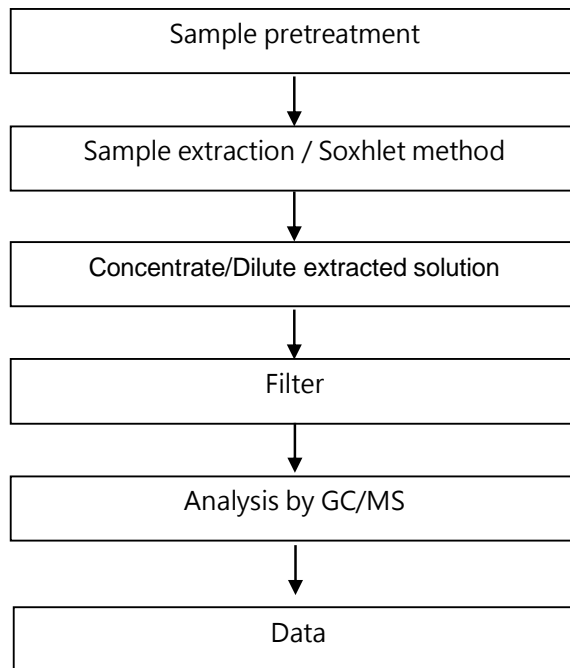 Sample pretreatment
Sample extraction / Soxhlet method
Concentrate/Dilute extracted solution
Filter
Analysis by GC/MS
Data